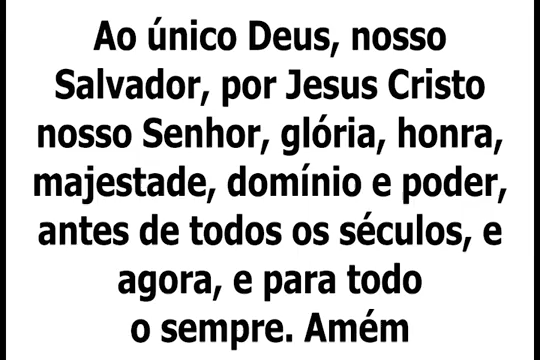 Ao único Deus, nosso
Salvador, por Jesus Cristo
nosso Senhor, glória, honra,
majestade, domínio e poder,
antes de todos os séculos, e
agora, e para todo
o sempre. Amém